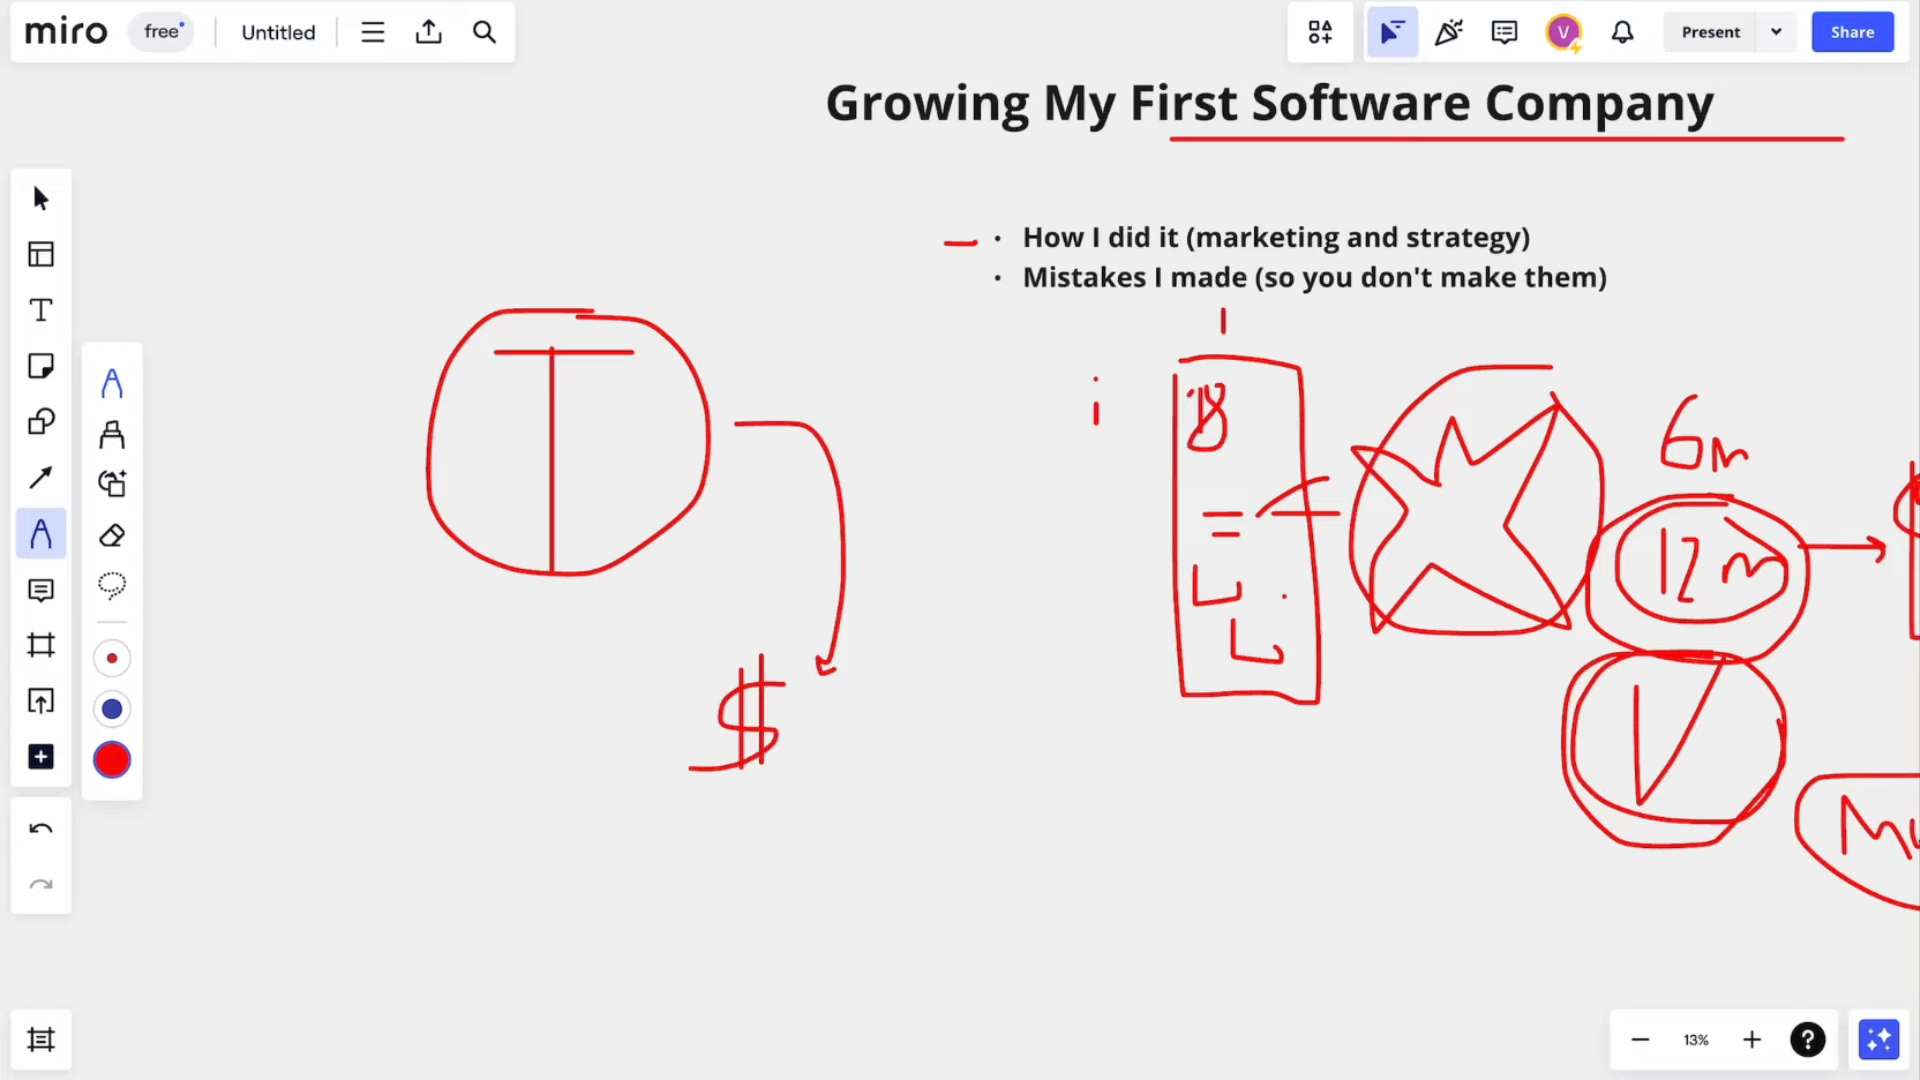 miro free Untitled
V Present Share
Growing My First Software Company
· How I did it (marketing and strategy)
· Mistakes I made (so you don't make them)
T
$
18
6m
12m
V
13%